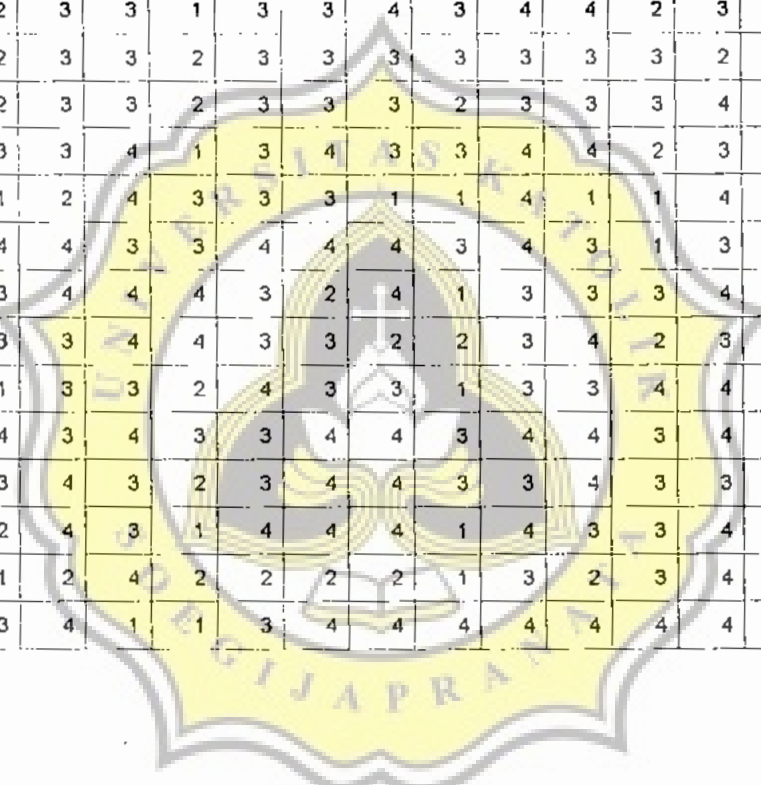 2 3 3 1 3 3 4 3 4 4 2 3
2 3 3 2 3 3 3 3 3 3 3 2
2 3 3 2 3 3 3 2 3 3 3 4
3 3 4 1 3 4 3 3 4 4 2 3
2 4 3 3 3 1 1 4 1 1 4
4 4 3 3 4 4 4 3 4 3 1 3
3 4 4 4 3 2 4 1 3 3 3 4
3 3 4 4 3 3 2 2 3 4 2 3
3 3 2 4 3 3 1 3 3 4 4
4 3 4 3 3 4 4 3 4 4 3 4
3 4 3 2 3 4 4 3 3 4 3 3
2 4 3 1 4 4 4 1 4 3 3 4
1 2 4 2 2 2 2 1 3 2 3 4
3 4 1 1 3 4 4 4 4 4 4 4
UNIVERSITAS KATOLIK
SOEGIJAPRANATA